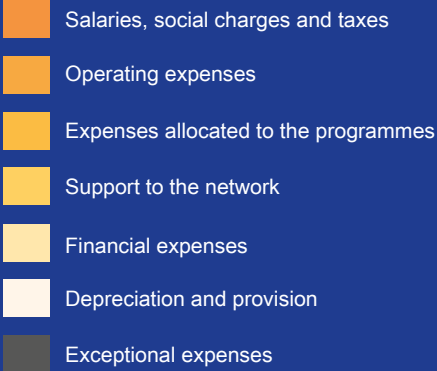 Salaries, social charges and taxes
Operating expenses
Expenses allocated to the programmes
Support to the network
Financial expenses
Depreciation and provision
Exceptional expenses